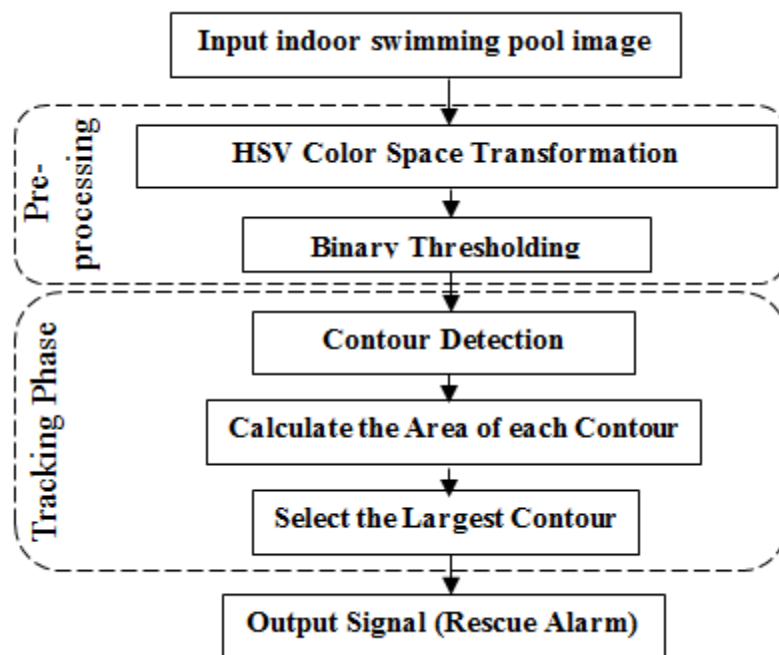 Input indoor swimming pool image
Pre-
processing
HSV Color Space Transformation
Binary Thresholding
Tracking Phase
Contour Detection
Calculate the Area of each Contour
Select the Largest Contour
Output Signal (Rescue Alarm)